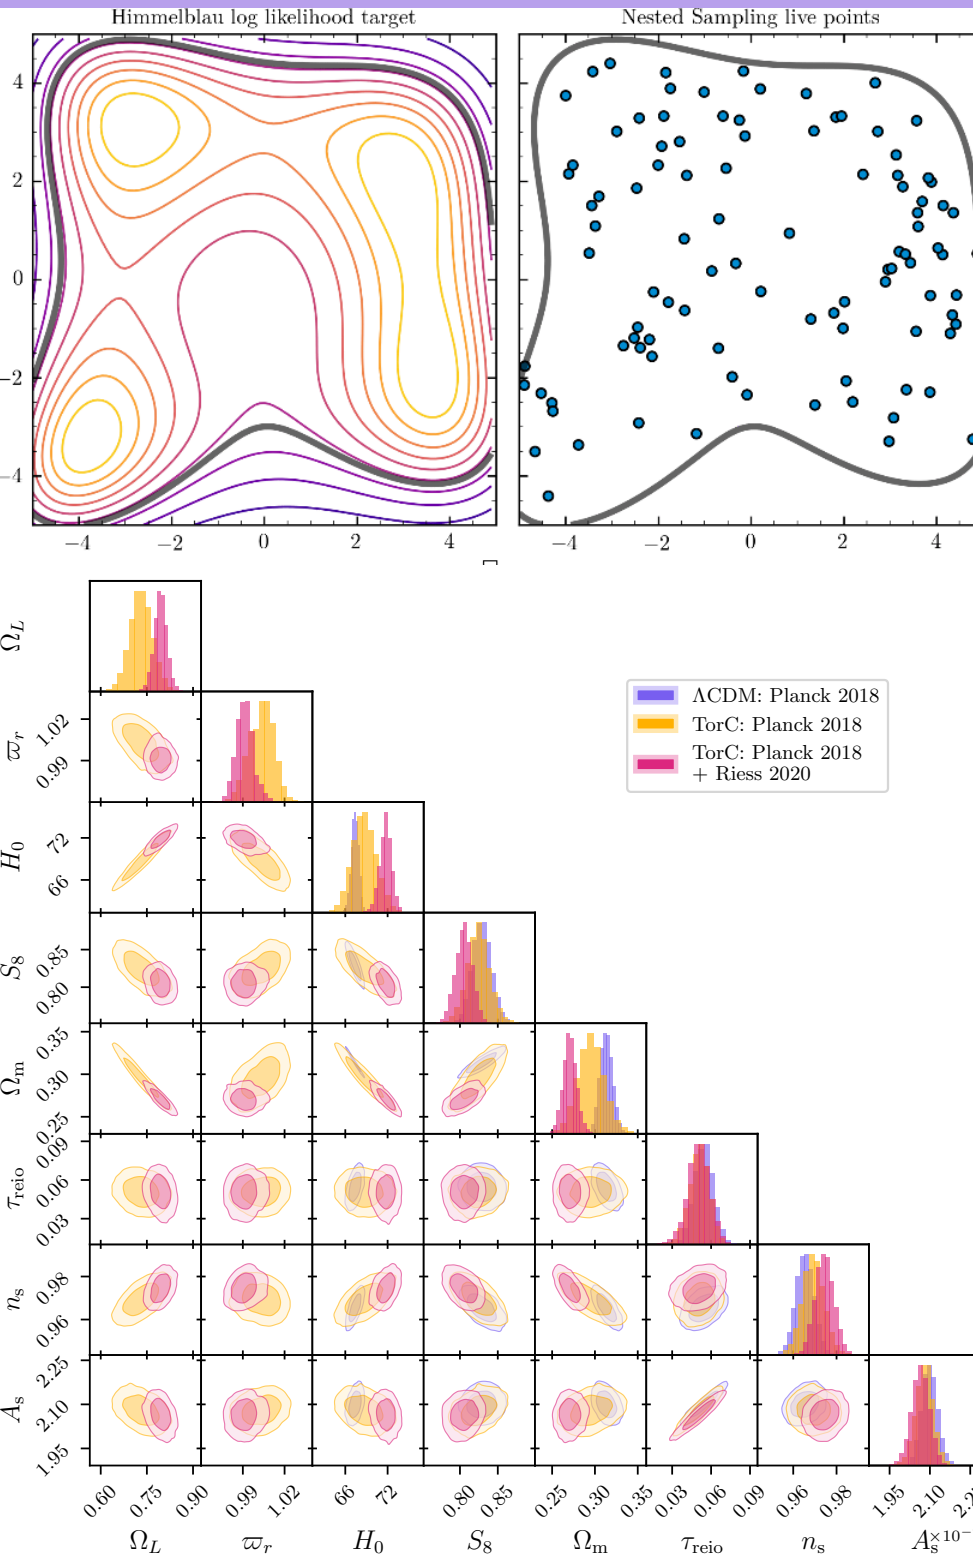 Himmelblau log likelihood target
Nested Sampling live points
4
2
0
−2
−4
−4
−2
0
2
4
−4
−2
0
2
4
Ω_L
ϖ_r
1.02
0.99
H_0
72
66
S_8
0.85
0.80
Ω_m
0.35
0.30
0.25
τ_reio
0.09
0.06
0.03
n_s
0.98
0.96
A_s
2.25
2.10
1.95
ΛCDM: Planck 2018
TorC: Planck 2018
TorC: Planck 2018
+ Riess 2020
0.60 0.75 0.90 0.99 1.02 66 72 0.80 0.85 0.25 0.30 0.35 0.03 0.06 0.09 0.96 0.98 1.95 2.10
Ω_L ϖ_r H_0 S_8 Ω_m τ_reio n_s A_s ×10⁻